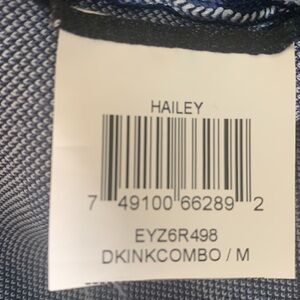 HAILEY
7 49100 66289 2
EYZ6R498
DKINKCOMBO / M